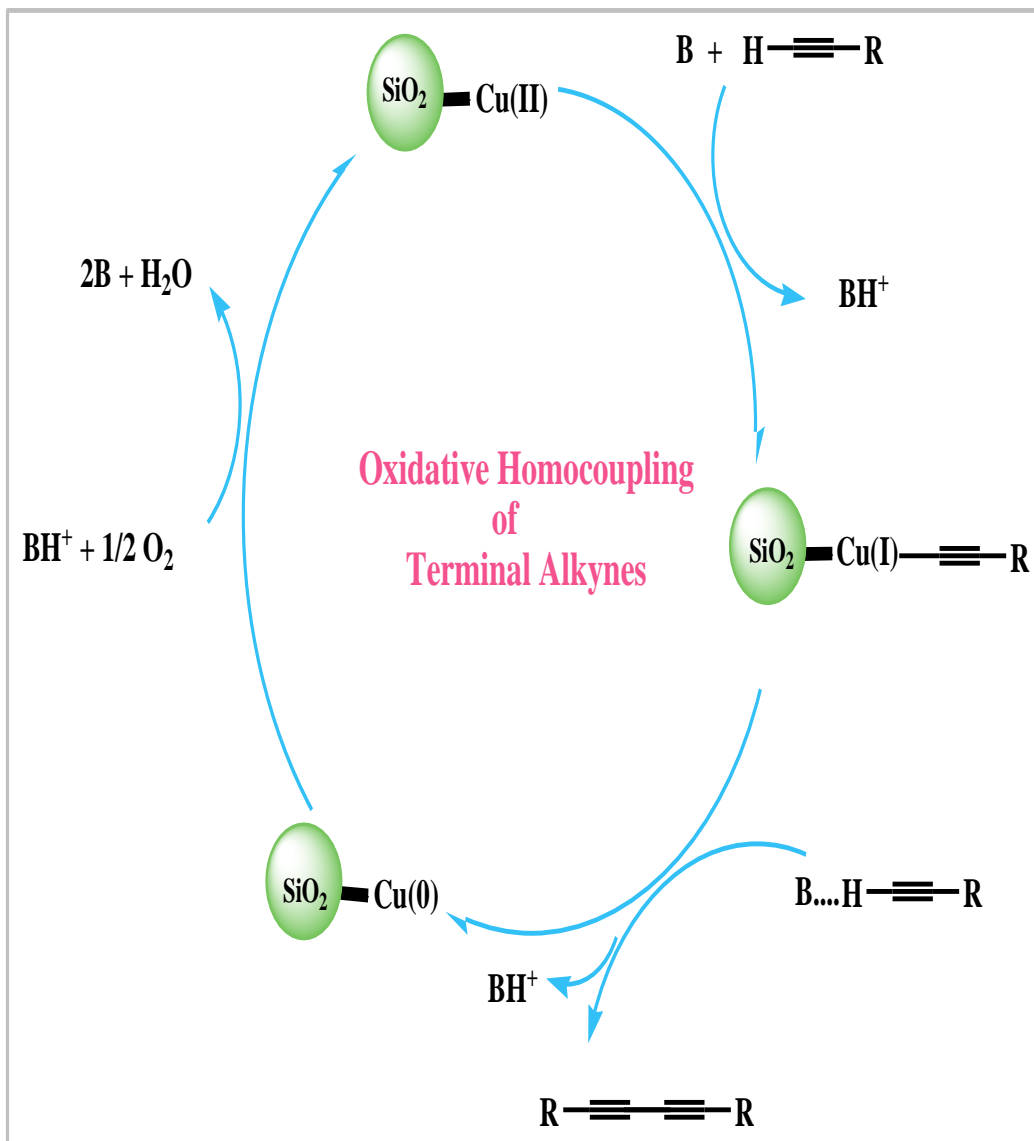 B + H R
SiO₂ Cu(II)
2B + H₂O
BH⁺
Oxidative Homocoupling
of
Terminal Alkynes
BH⁺ + 1/2 O₂
SiO₂ Cu(I) R
SiO₂ Cu(0)
B....H R
BH⁺
R R